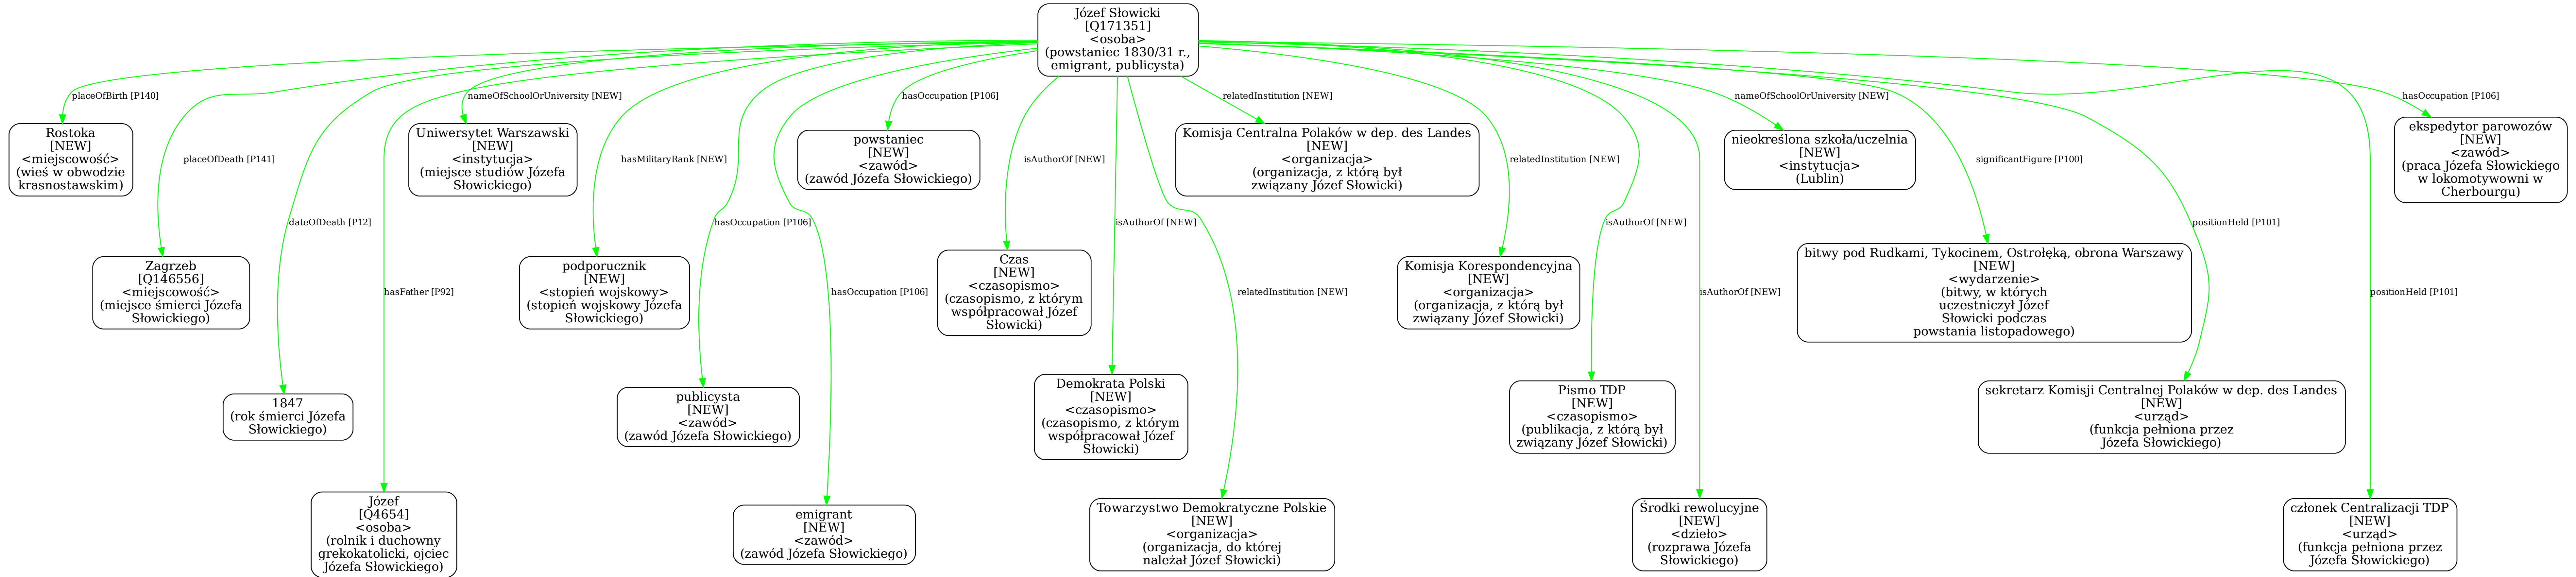 Józef Słowicki
[Q171351]
<osoba>
(powstaniec 1830/31 r.,
emigrant, publicysta)
placeOfBirth [P140]
nameOfSchoolOrUniversity [NEW]
hasOccupation [P106]
relatedInstitution [NEW]
nameOfSchoolOrUniversity [NEW]
hasOccupation [P106]
Rostoka
[NEW]
<miejscowość>
(wieś w obwodzie
krasnostawskim)
placeOfDeath [P141]
Uniwersytet Warszawski
[NEW]
<instytucja>
(miejsce studiów Józefa
Słowickiego)
hasMilitaryRank [NEW]
powstaniec
[NEW]
<zawód>
(zawód Józefa Słowickiego)
isAuthorOf [NEW]
Komisja Centralna Polaków w dep. des Landes
[NEW]
<organizacja>
(organizacja, z którą był
związany Józef Słowicki)
relatedInstitution [NEW]
nieokreślona szkoła/uczelnia
[NEW]
<instytucja>
(Lublin)
significantFigure [P100]
ekspedytor parowozów
[NEW]
<zawód>
(praca Józefa Słowickiego
w lokomotywowni w
Cherbourgu)
dateOfDeath [P12]
hasOccupation [P106]
isAuthorOf [NEW]
isAuthorOf [NEW]
positionHeld [P101]
Zagrzeb
[Q146556]
<miejscowość>
(miejsce śmierci Józefa
Słowickiego)
hasFather [P92]
podporucznik
[NEW]
<stopień wojskowy>
(stopień wojskowy Józefa
Słowickiego)
hasOccupation [P106]
Czas
[NEW]
<czasopismo>
(czasopismo, z którym
współpracował Józef
Słowicki)
relatedInstitution [NEW]
Komisja Korespondencyjna
[NEW]
<organizacja>
(organizacja, z którą był
związany Józef Słowicki)
isAuthorOf [NEW]
bitwy pod Rudkami, Tykocinem, Ostrołęką, obrona Warszawy
[NEW]
<wydarzenie>
(bitwy, w których
uczestniczył Józef
Słowicki podczas
powstania listopadowego)
positionHeld [P101]
1847
(rok śmierci Józefa
Słowickiego)
publicysta
[NEW]
<zawód>
(zawód Józefa Słowickiego)
Demokrata Polski
[NEW]
<czasopismo>
(czasopismo, z którym
współpracował Józef
Słowicki)
Pismo TDP
[NEW]
<czasopismo>
(publikacja, z którą był
związany Józef Słowicki)
sekretarz Komisji Centralnej Polaków w dep. des Landes
[NEW]
<urząd>
(funkcja pełniona przez
Józefa Słowickiego)
Józef
[Q4654]
<osoba>
(rolnik i duchowny
grekokatolicki, ojciec
Józefa Słowickiego)
emigrant
[NEW]
<zawód>
(zawód Józefa Słowickiego)
Towarzystwo Demokratyczne Polskie
[NEW]
<organizacja>
(organizacja, do której
należał Józef Słowicki)
Środki rewolucyjne
[NEW]
<dzieło>
(rozprawa Józefa
Słowickiego)
członek Centralizacji TDP
[NEW]
<urząd>
(funkcja pełniona przez
Józefa Słowickiego)